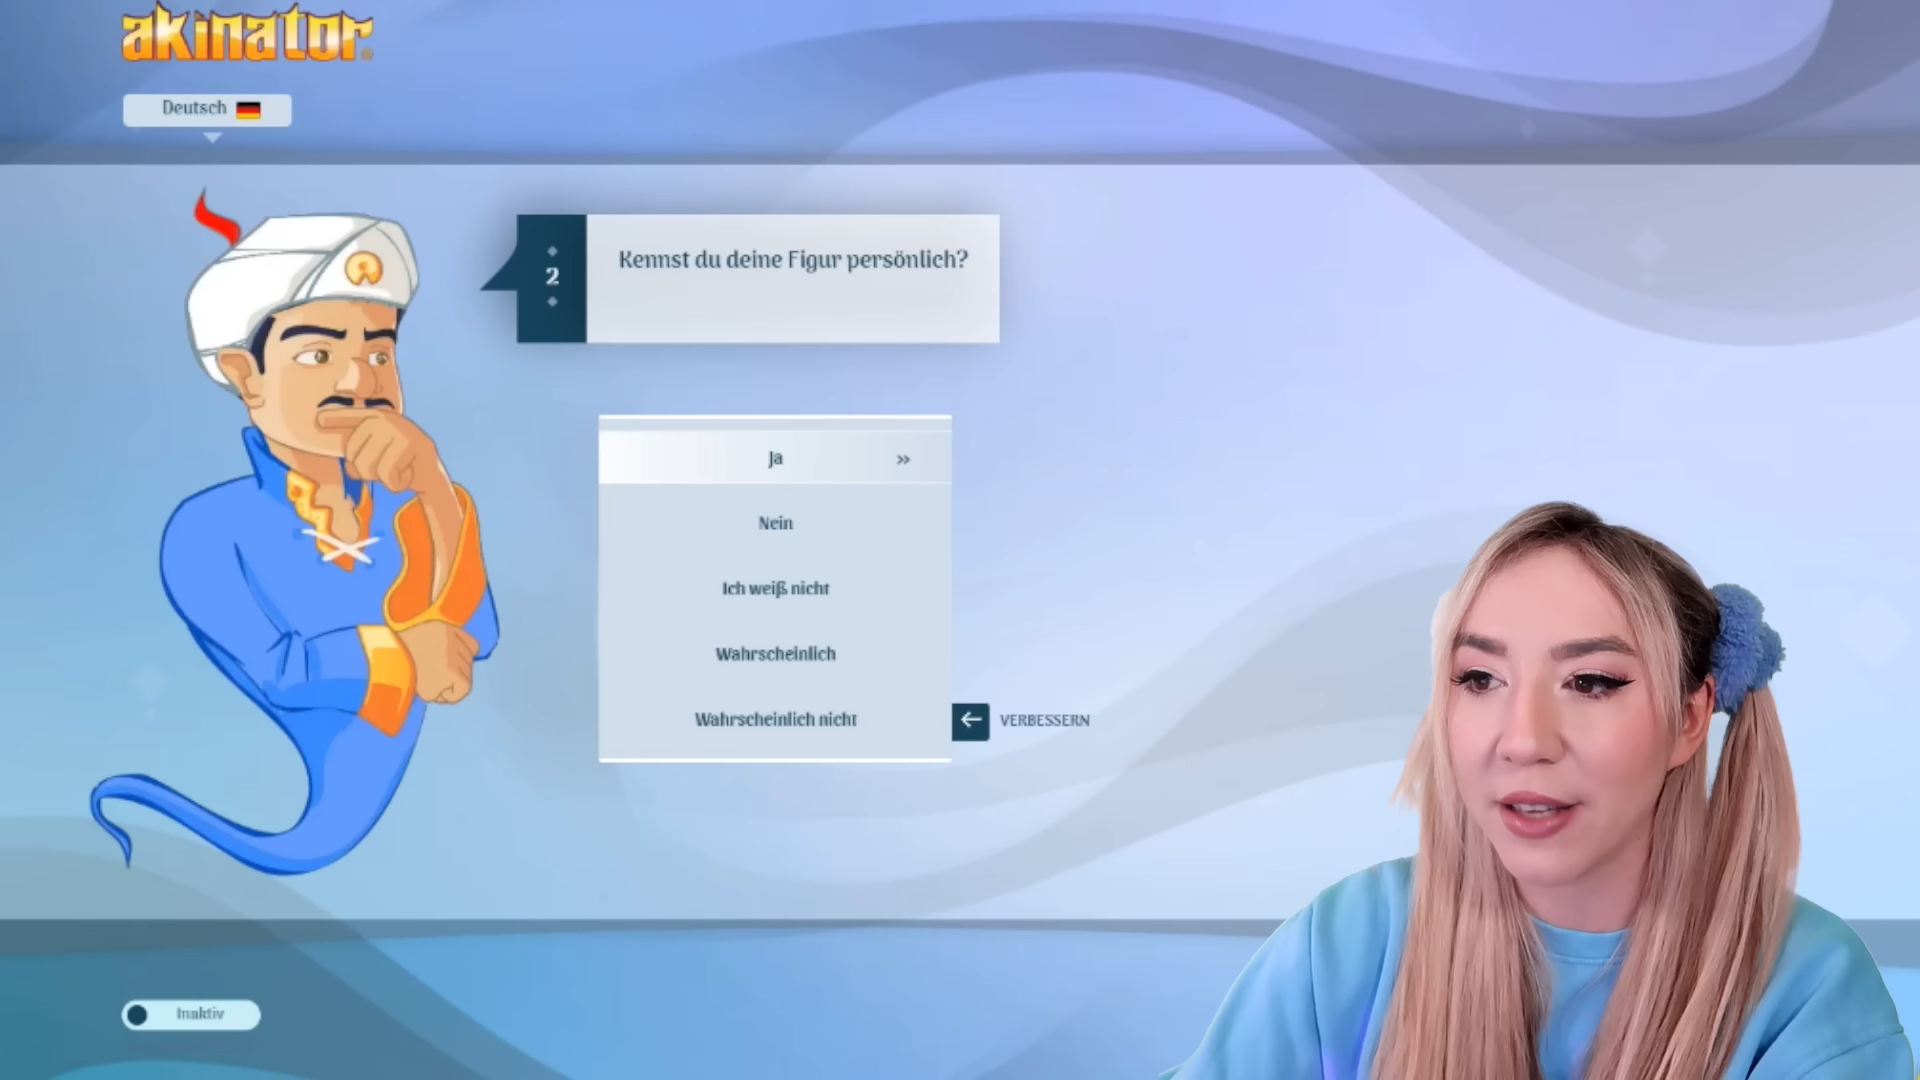 akinator
Deutsch
2
Kennst du deine Figur persönlich?
Ja »
Nein
Ich weiß nicht
Wahrscheinlich
Wahrscheinlich nicht
← VERBESSERN
Inaktiv